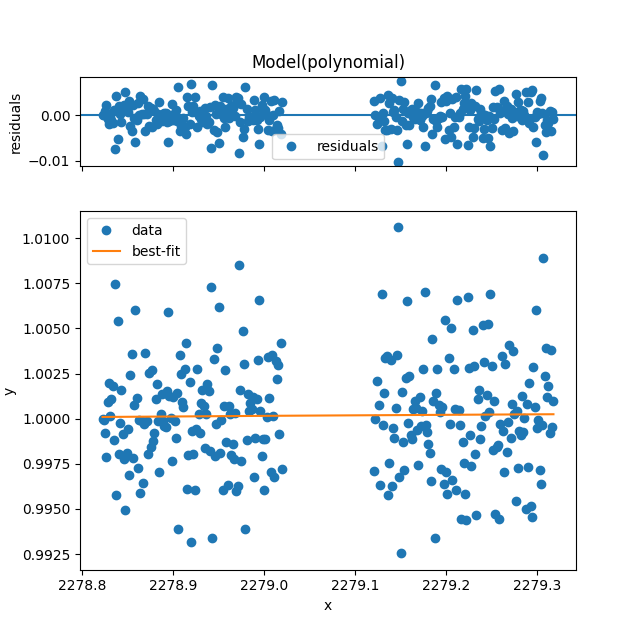 Model(polynomial)
residuals
0.00
−0.01
residuals
data
best-fit
y
1.0100
1.0075
1.0050
1.0025
1.0000
0.9975
0.9950
0.9925
2278.8 2278.9 2279.0 2279.1 2279.2 2279.3
x